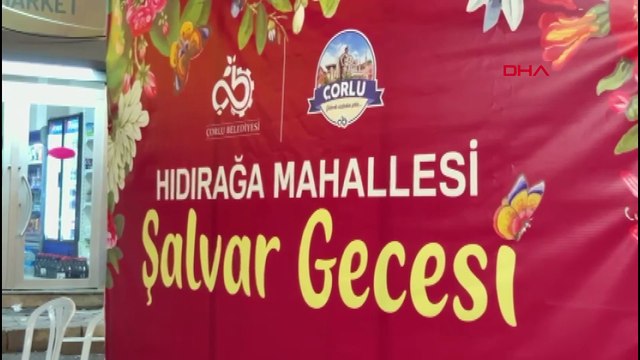 MARKET
DHA
ÇORLU BELEDİYESİ
ÇORLU
HIDIRAĞA MAHALLESİ
Şalvar Gecesi